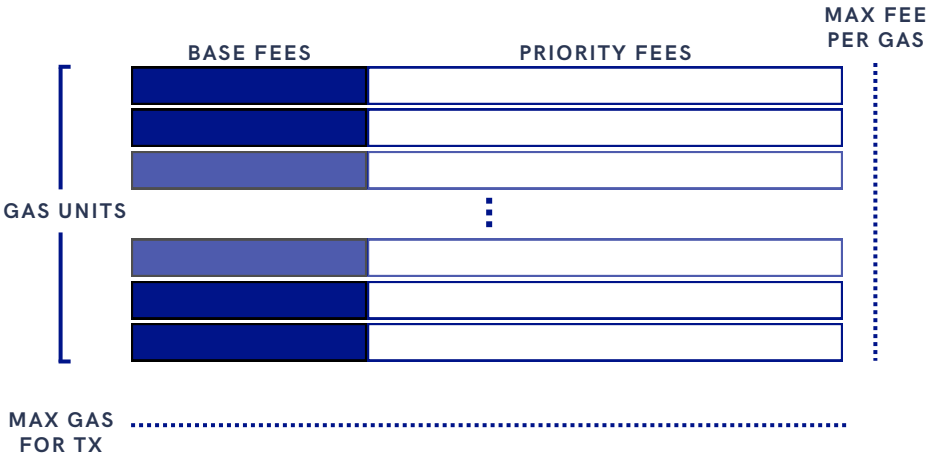 MAX FEE
PER GAS
BASE FEES
PRIORITY FEES
GAS UNITS
MAX GAS
FOR TX